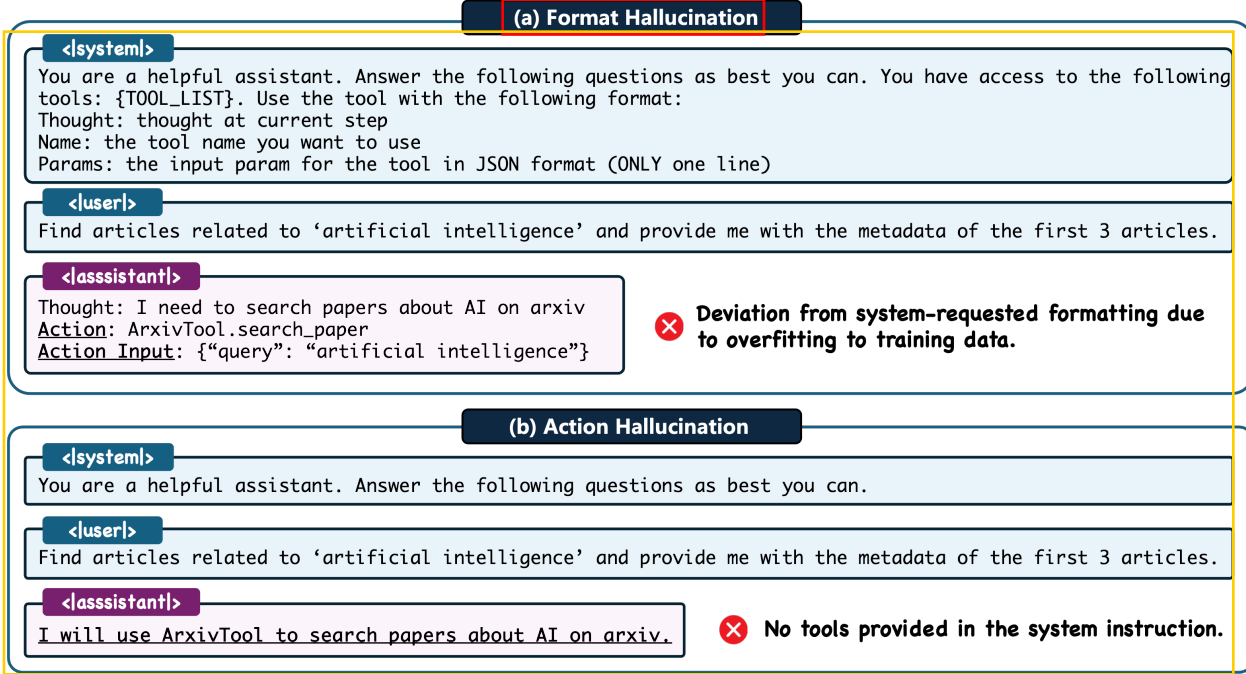 (a) Format Hallucination
<|system|>
You are a helpful assistant. Answer the following questions as best you can. You have access to the following
tools: {TOOL_LIST}. Use the tool with the following format:
Thought: thought at current step
Name: the tool name you want to use
Params: the input param for the tool in JSON format (ONLY one line)
<|user|>
Find articles related to ‘artificial intelligence’ and provide me with the metadata of the first 3 articles.
<|asssistant|>
Thought: I need to search papers about AI on arxiv
Action: ArxivTool.search_paper
Action Input: {“query”: “artificial intelligence”}
Deviation from system-requested formatting due
to overfitting to training data.
(b) Action Hallucination
<|system|>
You are a helpful assistant. Answer the following questions as best you can.
<|user|>
Find articles related to ‘artificial intelligence’ and provide me with the metadata of the first 3 articles.
<|asssistant|>
I will use ArxivTool to search papers about AI on arxiv.
No tools provided in the system instruction.